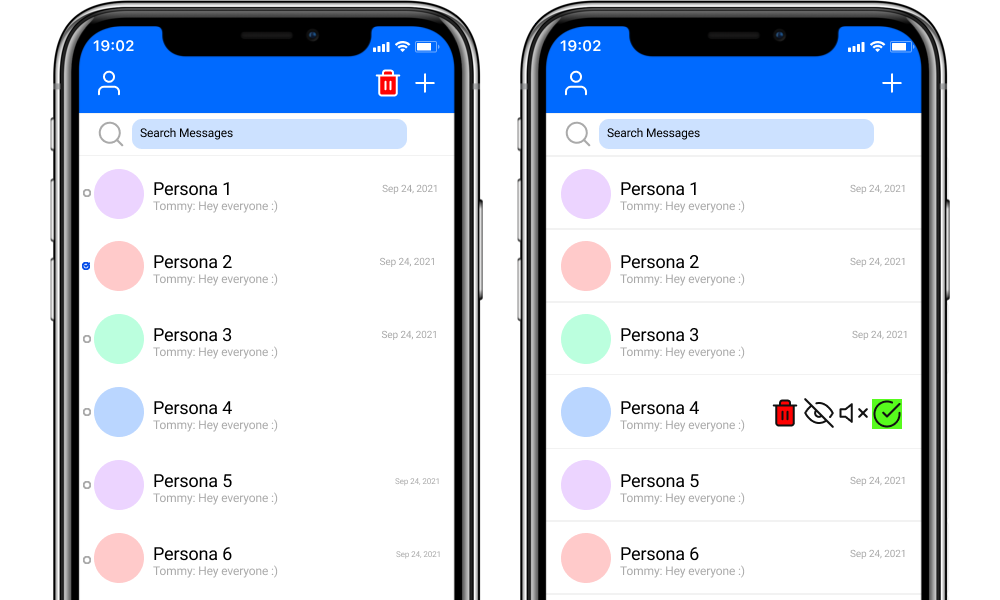 19:02
Search Messages
Persona 1
Sep 24, 2021
Tommy: Hey everyone :)
Persona 2
Sep 24, 2021
Tommy: Hey everyone :)
Persona 3
Sep 24, 2021
Tommy: Hey everyone :)
Persona 4
Tommy: Hey everyone :)
Persona 5
Sep 24, 2021
Tommy: Hey everyone :)
Persona 6
Sep 24, 2021
Tommy: Hey everyone :)
19:02
Search Messages
Persona 1
Sep 24, 2021
Tommy: Hey everyone :)
Persona 2
Sep 24, 2021
Tommy: Hey everyone :)
Persona 3
Sep 24, 2021
Tommy: Hey everyone :)
Persona 4
Tommy: Hey everyone :)
Persona 5
Sep 24, 2021
Tommy: Hey everyone :)
Persona 6
Sep 24, 2021
Tommy: Hey everyone :)